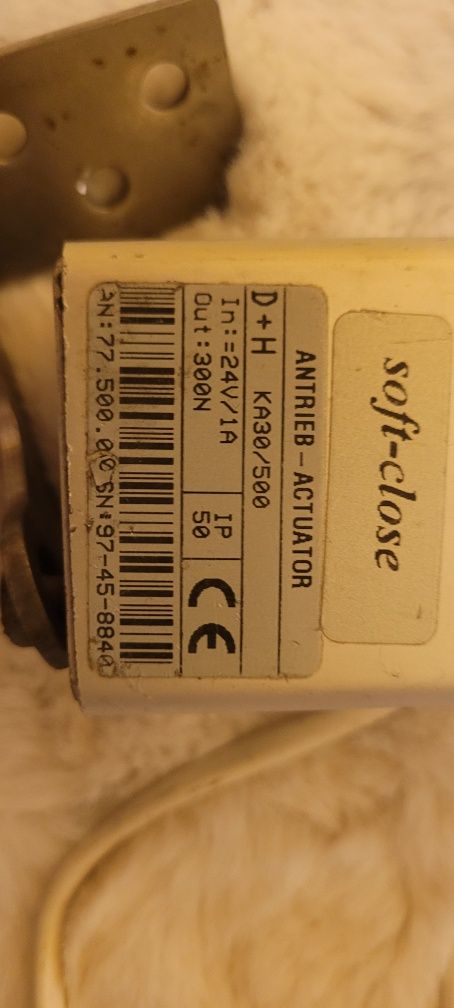 soft-close
ANTRIEB-ACTUATOR
D+H KA30/500
In:=24V/1A
Out:300N
IP
50
CE
AN:77.500.00 SN:97-45-8840